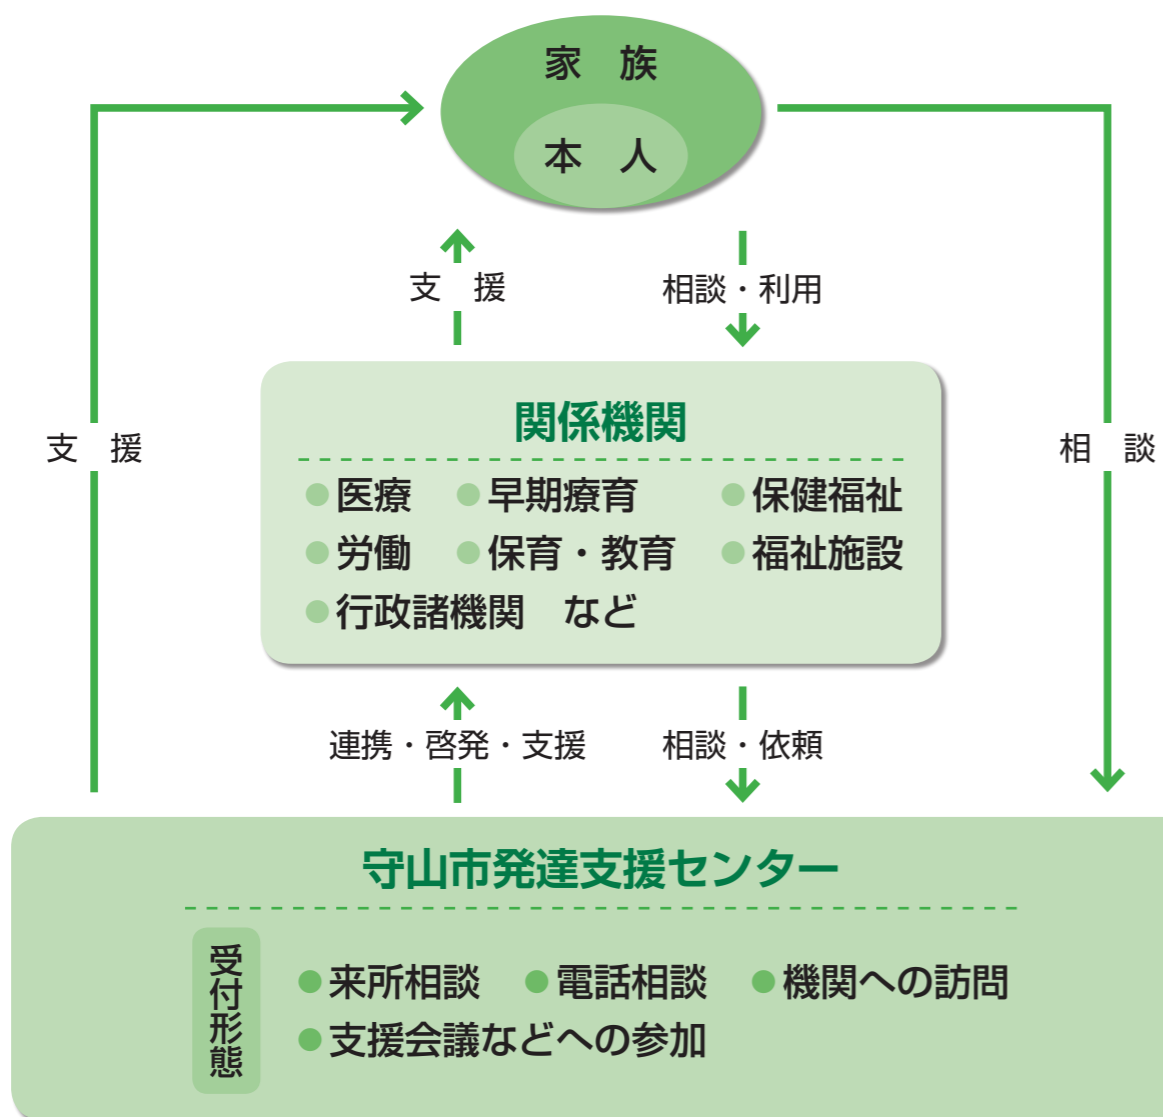 家　族
本　人
支　援
相談・利用
支　援
相　談
関係機関
●医療　●早期療育　●保健福祉
●労働　●保育・教育　●福祉施設
●行政諸機関　など
連携・啓発・支援
相談・依頼
守山市発達支援センター
受付形態
●来所相談　●電話相談　●機関への訪問
●支援会議などへの参加